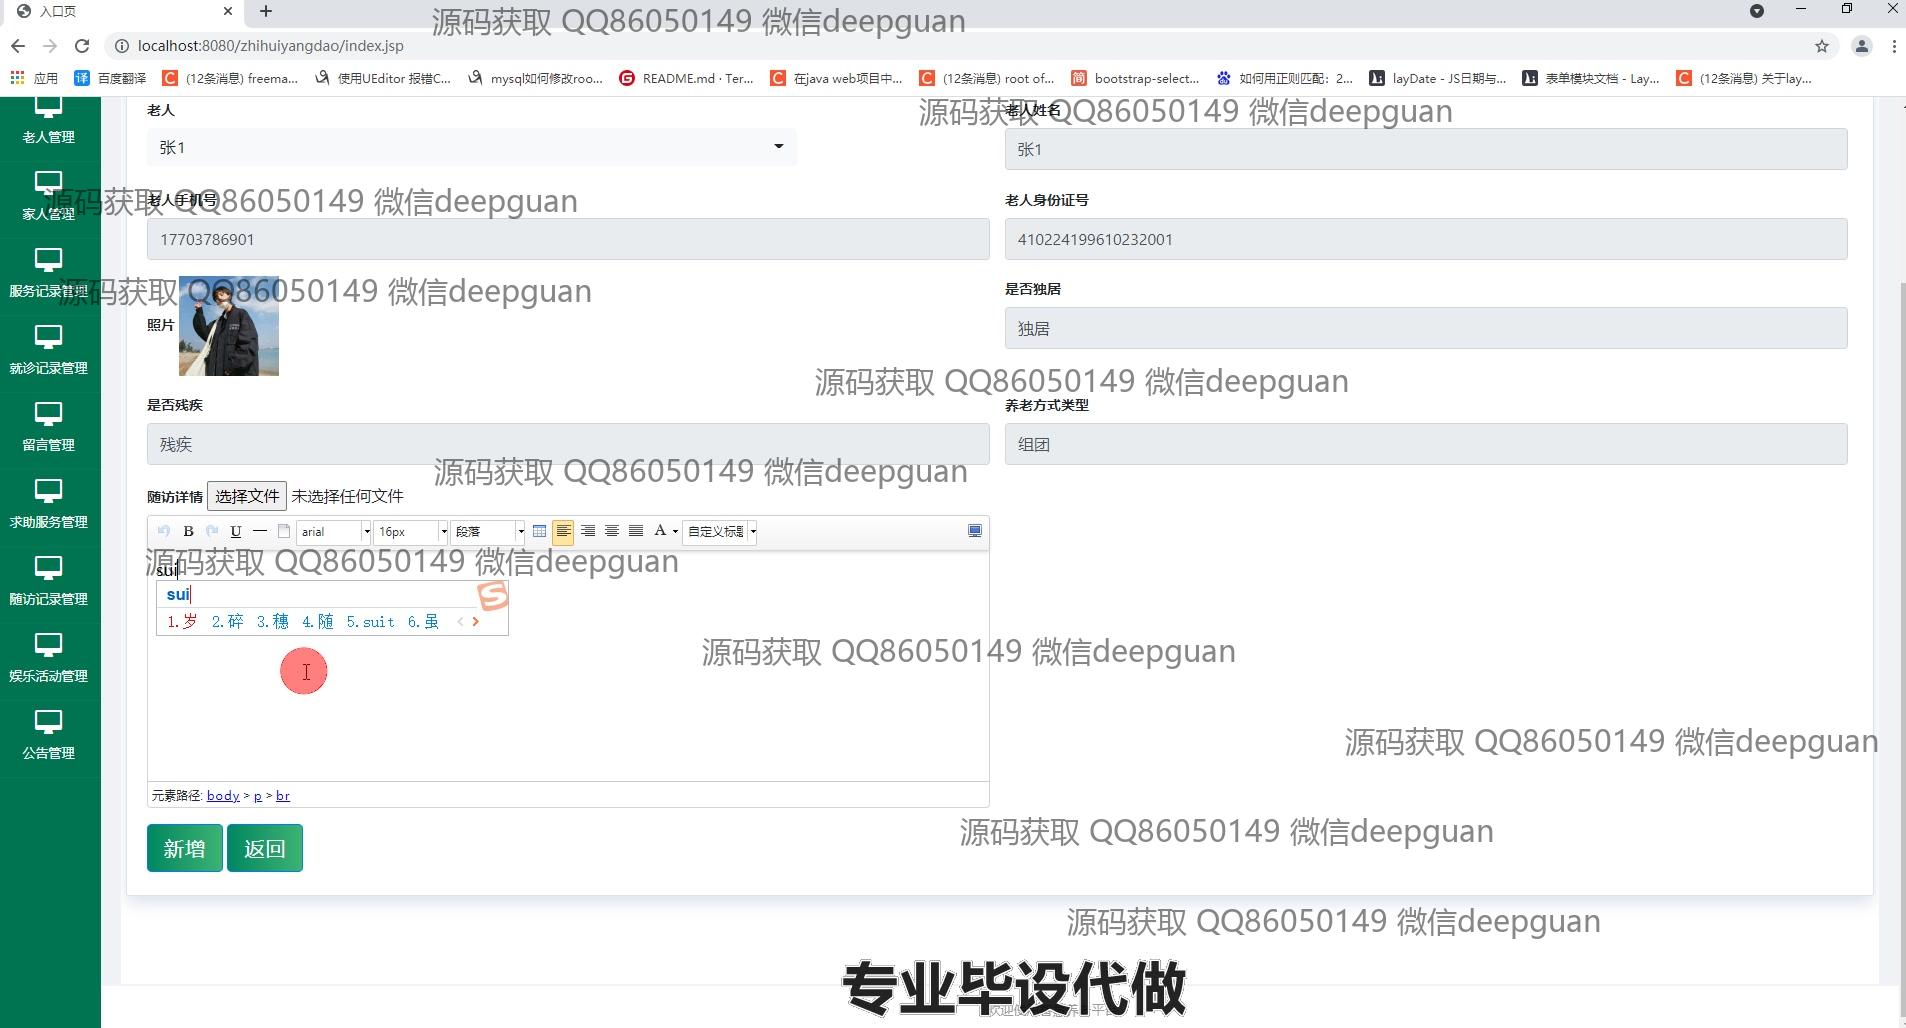 入口页
源码获取 QQ86050149 微信deepguan
localhost:8080/zhihuiyangdao/index.jsp
应用 百度翻译 (12条消息) freema... 使用UEditor 报错C... mysql如何修改roo... README.md · Ter... 在java web项目中... (12条消息) root of... bootstrap-select... 如何用正则匹配：2... layDate - JS日期与... 表单模块文档 - Lay... (12条消息) 关于lay...
老人管理
家人管理
服务记录管理
就诊记录管理
留言管理
求助服务管理
随访记录管理
娱乐活动管理
公告管理
老人
老人姓名
源码获取 QQ86050149 微信deepguan
张1
张1
老人手机号
老人身份证号
源码获取 QQ86050149 微信deepguan
17703786901
410224199610232001
源码获取 QQ86050149 微信deepguan
照片
是否独居
独居
源码获取 QQ86050149 微信deepguan
是否残疾
养老方式类型
残疾
组团
源码获取 QQ86050149 微信deepguan
随访详情 选择文件 未选择任何文件
B U arial 16px 段落 A 自定义标题
源码获取 QQ86050149 微信deepguan
sui
sui
1.岁 2.碎 3.穗 4.随 5.suit 6.虽
源码获取 QQ86050149 微信deepguan
源码获取 QQ86050149 微信deepguan
元素路径: body > p > br
新增 返回
源码获取 QQ86050149 微信deepguan
源码获取 QQ86050149 微信deepguan
专业毕设代做